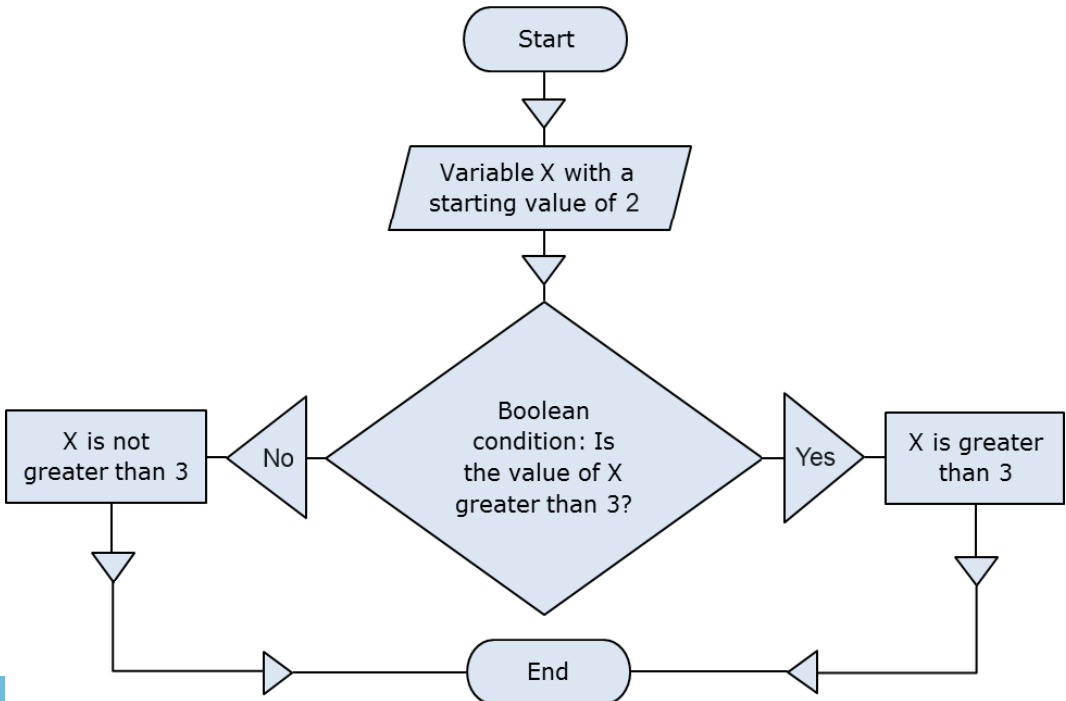 Start
Variable X with a
starting value of 2
Boolean
condition: Is
the value of X
greater than 3?
No
X is not
greater than 3
Yes
X is greater
than 3
End